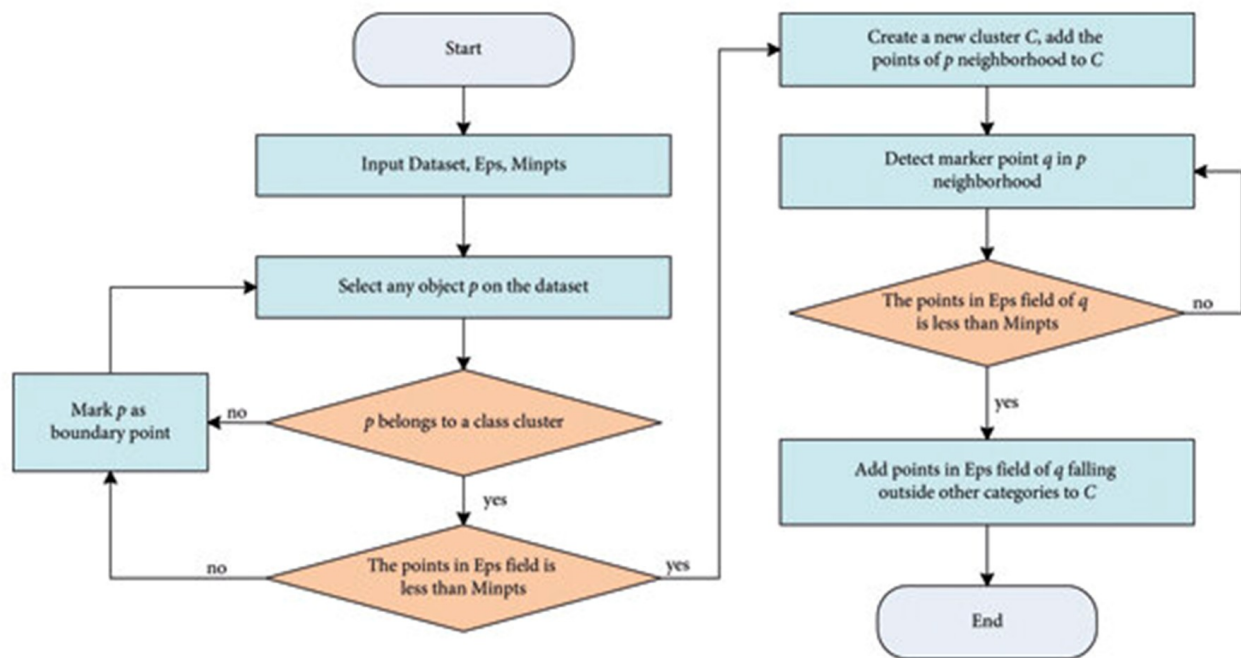 Start
Input Dataset, Eps, Minpts
Select any object p on the dataset
Mark p as
boundary point
no
p belongs to a class cluster
yes
no
The points in Eps field is
less than Minpts
yes
Create a new cluster C, add the
points of p neighborhood to C
Detect marker point q in p
neighborhood
The points in Eps field of q
is less than Minpts
no
yes
Add points in Eps field of q falling
outside other categories to C
End